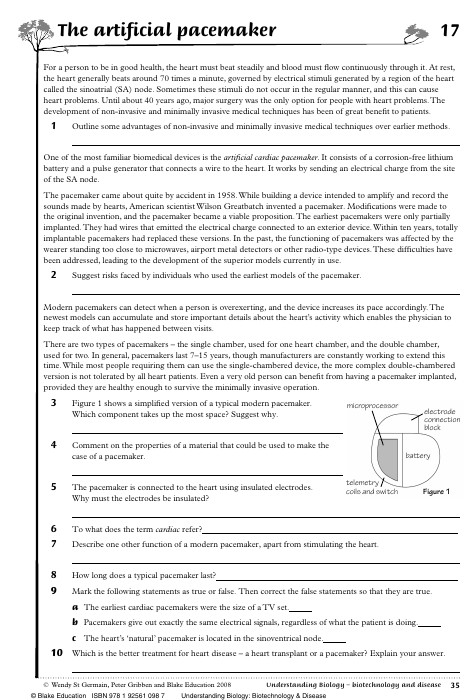 The artificial pacemaker
17
For a person to be in good health, the heart must beat steadily and blood must flow continuously through it. At rest,
the heart generally beats around 70 times a minute, governed by electrical stimuli generated by a region of the heart
called the sinoatrial (SA) node. Sometimes these stimuli do not occur in the regular manner, and this can cause
heart problems. Until about 40 years ago, major surgery was the only option for people with heart problems. The
development of non-invasive and minimally invasive medical techniques has been of great benefit to patients.
1 Outline some advantages of non-invasive and minimally invasive medical techniques over earlier methods.
One of the most familiar biomedical devices is the artificial cardiac pacemaker. It consists of a corrosion-free lithium
battery and a pulse generator that connects a wire to the heart. It works by sending an electrical charge from the site
of the SA node.
The pacemaker came about quite by accident in 1958. While building a device intended to amplify and record the
sounds made by hearts, American scientist Wilson Greatbatch invented a pacemaker. Modifications were made to
the original invention, and the pacemaker became a viable proposition. The earliest pacemakers were only partially
implanted. They had wires that emitted the electrical charge connected to an exterior device. Within ten years, totally
implantable pacemakers had replaced these versions. In the past, the functioning of pacemakers was affected by the
wearer standing too close to microwaves, airport metal detectors or other radio-type devices. These difficulties have
been addressed, leading to the development of the superior models currently in use.
2 Suggest risks faced by individuals who used the earliest models of the pacemaker.
Modern pacemakers can detect when a person is overexerting, and the device increases its pace accordingly. The
newest models can accumulate and store important details about the heart's activity which enables the physician to
keep track of what has happened between visits.
There are two types of pacemakers – the single chamber, used for one heart chamber, and the double chamber,
used for two. In general, pacemakers last 7–15 years, though manufacturers are constantly working to extend this
time. While most people requiring them can use the single-chambered device, the more complex double-chambered
version is not tolerated by all heart patients. Even a very old person can benefit from having a pacemaker implanted,
provided they are healthy enough to survive the minimally invasive operation.
3 Figure 1 shows a simplified version of a typical modern pacemaker.
Which component takes up the most space? Suggest why.
4 Comment on the properties of a material that could be used to make the
case of a pacemaker.
5 The pacemaker is connected to the heart using insulated electrodes.
Why must the electrodes be insulated?
microprocessor
electrode
connection
block
battery
telemetry
coils and switch
Figure 1
6 To what does the term cardiac refer?
7 Describe one other function of a modern pacemaker, apart from stimulating the heart.
8 How long does a typical pacemaker last?
9 Mark the following statements as true or false. Then correct the false statements so that they are true.
a The earliest cardiac pacemakers were the size of a TV set.
b Pacemakers give out exactly the same electrical signals, regardless of what the patient is doing.
c The heart's 'natural' pacemaker is located in the sinoventricular node.
10 Which is the better treatment for heart disease – a heart transplant or a pacemaker? Explain your answer.
© Wendy St Germain, Peter Gribben and Blake Education 2008
Understanding Biology – biotechnology and disease 35
© Blake Education ISBN 978 1 92561 098 7 Understanding Biology: Biotechnology & Disease